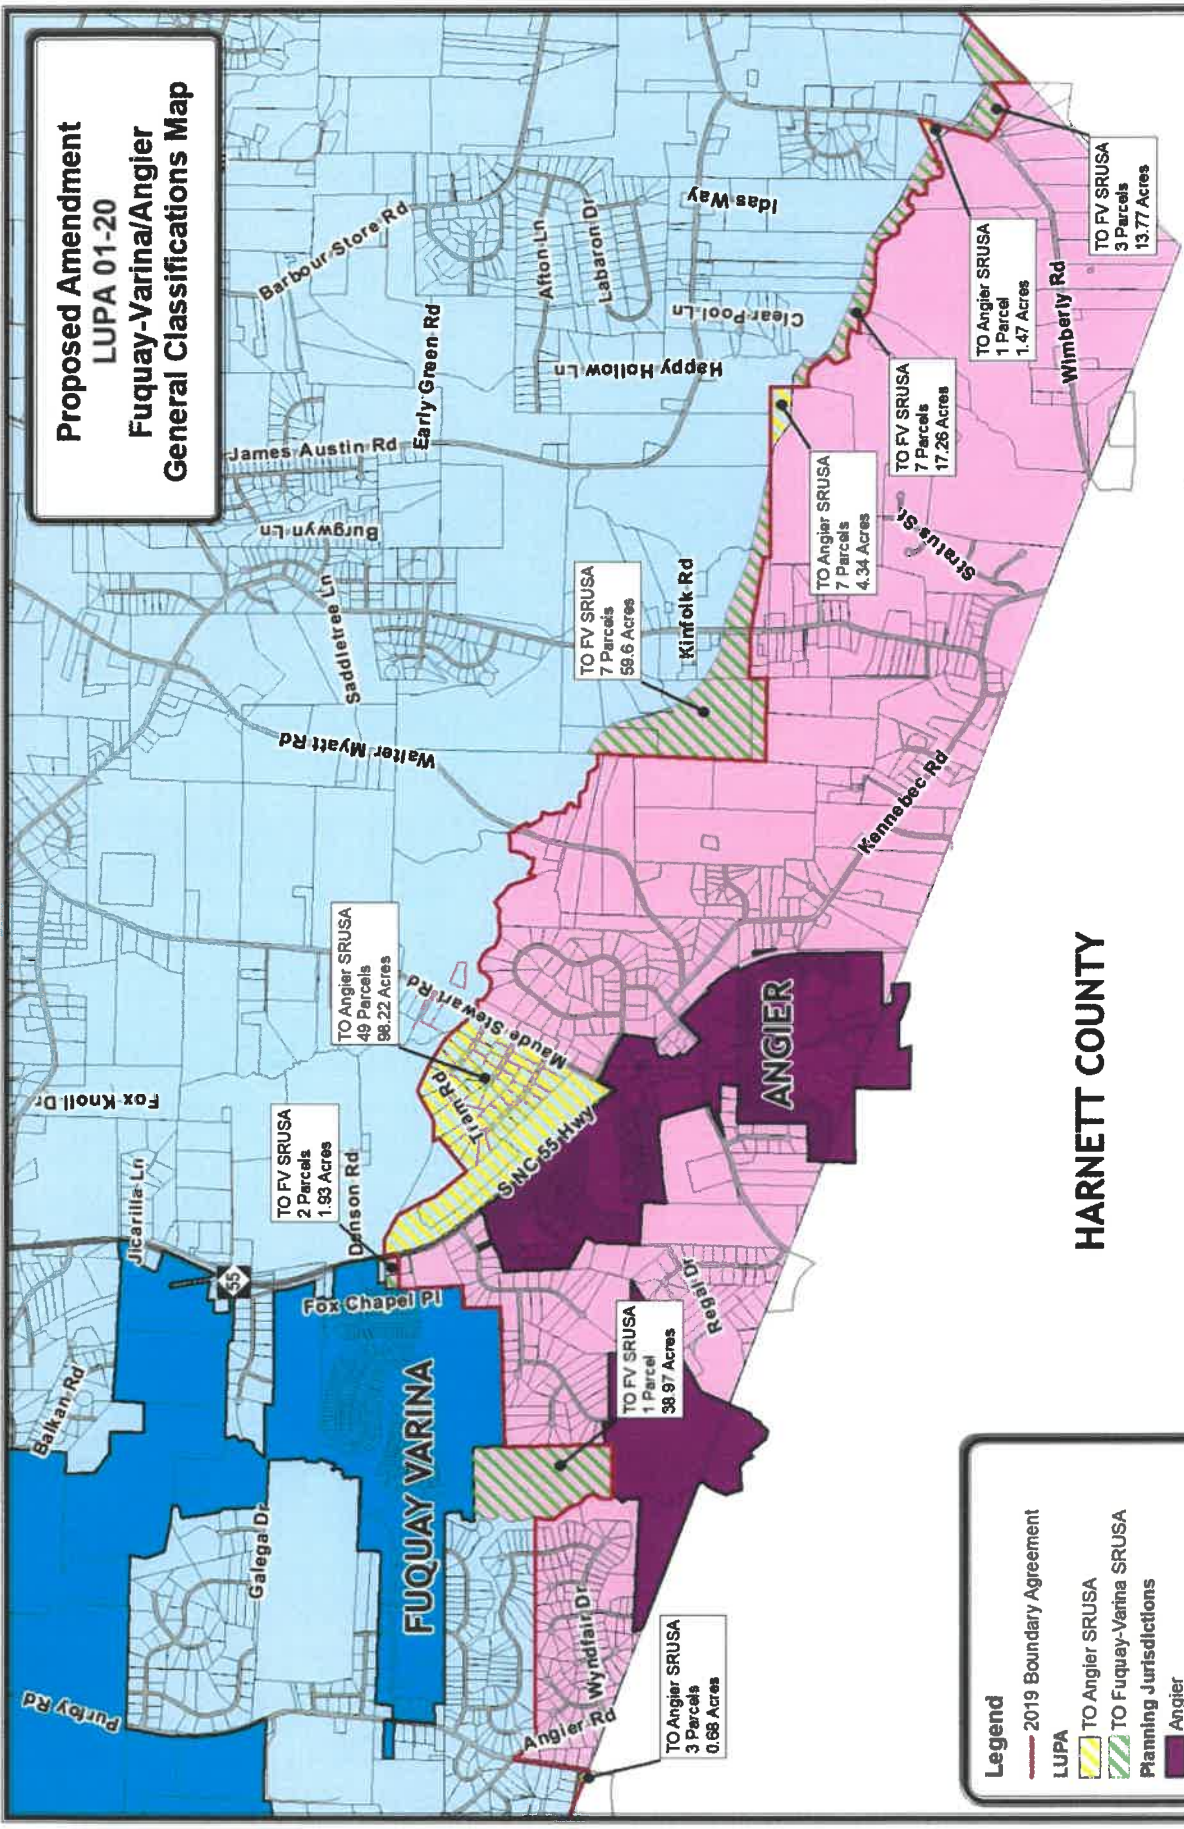 Proposed Amendment
LUPA 01-20
Fuquay-Varina/Angier
General Classifications Map
Purfoy Rd
Balkan Rd
Jicarilla Ln
Fox Knoll Dr
55
Galega Dr
Fox Chapel Pl
FUQUAY VARINA
Donson Rd
TO FV SRUSA
2 Parcels
1.93 Acres
TO Angier SRUSA
49 Parcels
98.22 Acres
Tram Rd
Maude Stewart Rd
S NC 55 Hwy
Walter Myatt Rd
Saddletree Ln
Burgwyn Ln
James Austin Rd
Early Green Rd
Barbour Store Rd
Afton Ln
Labaron Dr
Idas Way
Clear Pool Ln
Happy Hollow Ln
Kinfolk Rd
TO FV SRUSA
7 Parcels
59.6 Acres
TO Angier SRUSA
7 Parcels
4.34 Acres
TO FV SRUSA
7 Parcels
17.26 Acres
TO Angier SRUSA
1 Parcel
1.47 Acres
TO FV SRUSA
3 Parcels
13.77 Acres
Wimberly Rd
Stratus St
Kennebec Rd
ANGIER
Regal Dr
TO FV SRUSA
1 Parcel
38.97 Acres
Wyndfair Dr
Angier Rd
TO Angier SRUSA
3 Parcels
0.68 Acres
HARNETT COUNTY
Legend
2019 Boundary Agreement
LUPA
TO Angier SRUSA
TO Fuquay-Varina SRUSA
Planning Jurisdictions
Angier